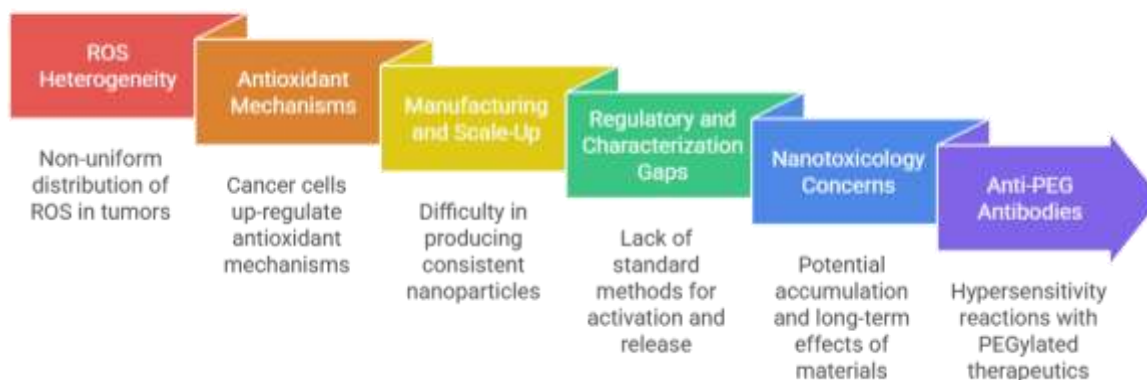 ROS
Heterogeneity
Non-uniform
distribution of
ROS in tumors
Antioxidant
Mechanisms
Cancer cells
up-regulate
antioxidant
mechanisms
Manufacturing
and Scale-Up
Difficulty in
producing
consistent
nanoparticles
Regulatory and
Characterization
Gaps
Lack of
standard
methods for
activation and
release
Nanotoxicology
Concerns
Potential
accumulation
and long-term
effects of
materials
Anti-PEG
Antibodies
Hypersensitivity
reactions with
PEGylated
therapeutics